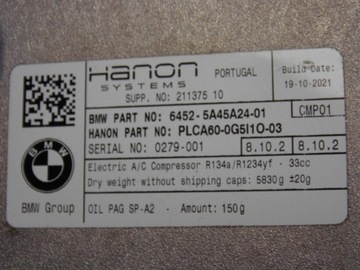 Hanon
SYSTEMS
PORTUGAL
Build Date:
19-10-2021
SUPP. NO: 211375 10
BMW PART NO: 6452-5A45A24-01
CMP01
HANON PART NO: PLCA60-0G5I1O-03
SERIAL NO: 0279-001
8.10.2
8.10.2
Electric A/C Compressor R134a/R1234yf - 33cc
Dry weight without shipping caps: 5830g ±20g
BMW
BMW Group
OIL PAG SP-A2 - Amount: 150g